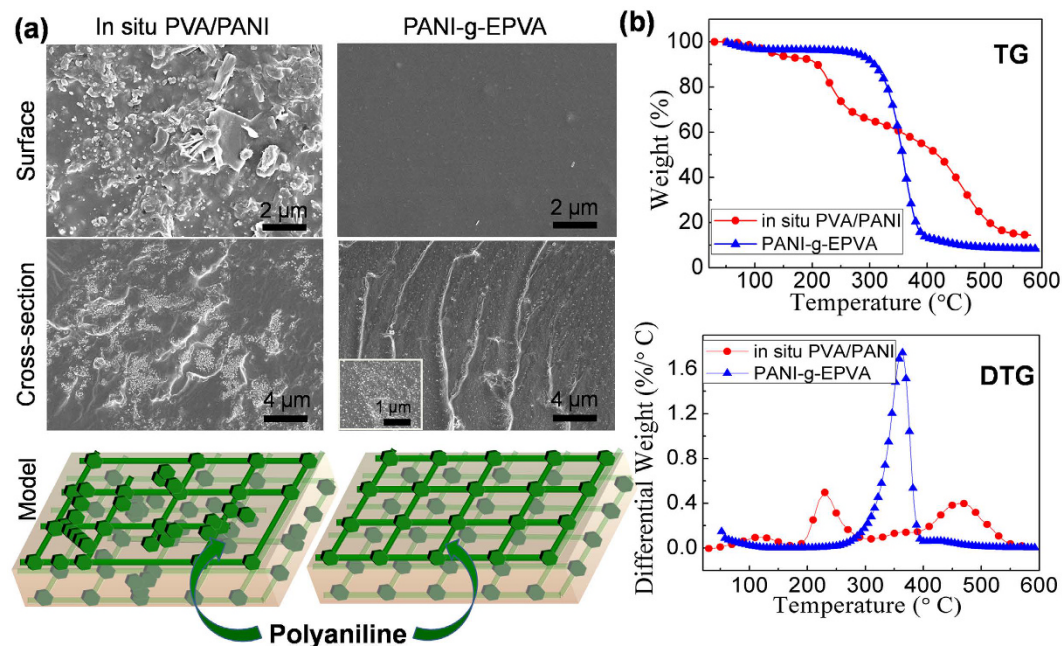 (a)
In situ PVA/PANI
PANI-g-EPVA
Surface
2 µm
2 µm
Cross-section
4 µm
1 µm
4 µm
Model
Polyaniline
(b)
TG
Weight (%)
100
80
60
40
20
0
in situ PVA/PANI
PANI-g-EPVA
100 200 300 400 500 600
Temperature (°C)
DTG
Differential Weight (%/° C)
1.6
1.2
0.8
0.4
0.0
in situ PVA/PANI
PANI-g-EPVA
100 200 300 400 500 600
Temperature (° C)